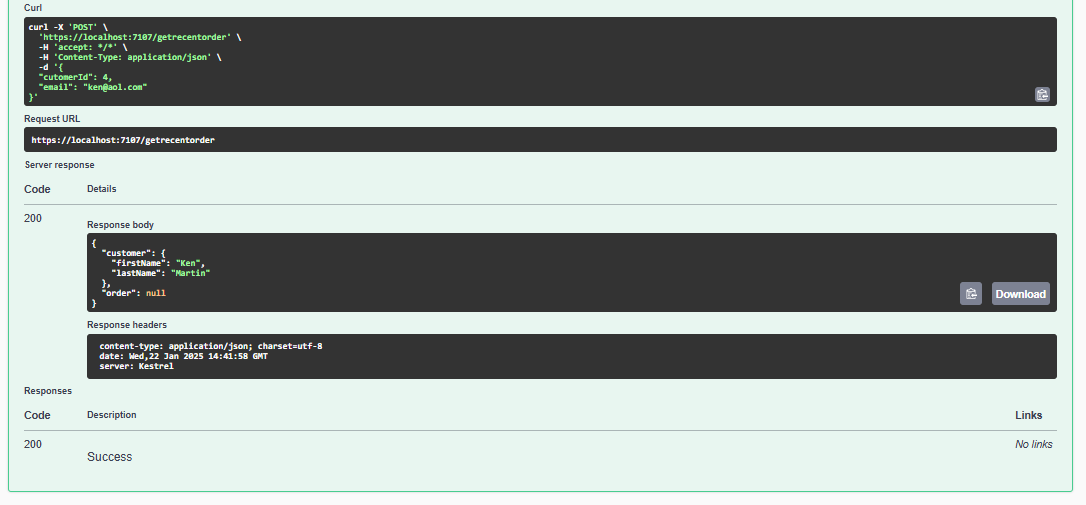 Curl
curl -X 'POST' \
  'https://localhost:7107/getrecentorder' \
  -H 'accept: */*' \
  -H 'Content-Type: application/json' \
  -d '{
  "cutomerId": 4,
  "email": "ken@aol.com"
}'
Request URL
https://localhost:7107/getrecentorder
Server response
Code Details
200
Response body
{
  "customer": {
    "firstName": "Ken",
    "lastName": "Martin"
  },
  "order": null
}
Download
Response headers
content-type: application/json; charset=utf-8
date: Wed,22 Jan 2025 14:41:58 GMT
server: Kestrel
Responses
Code Description Links
200 No links
Success